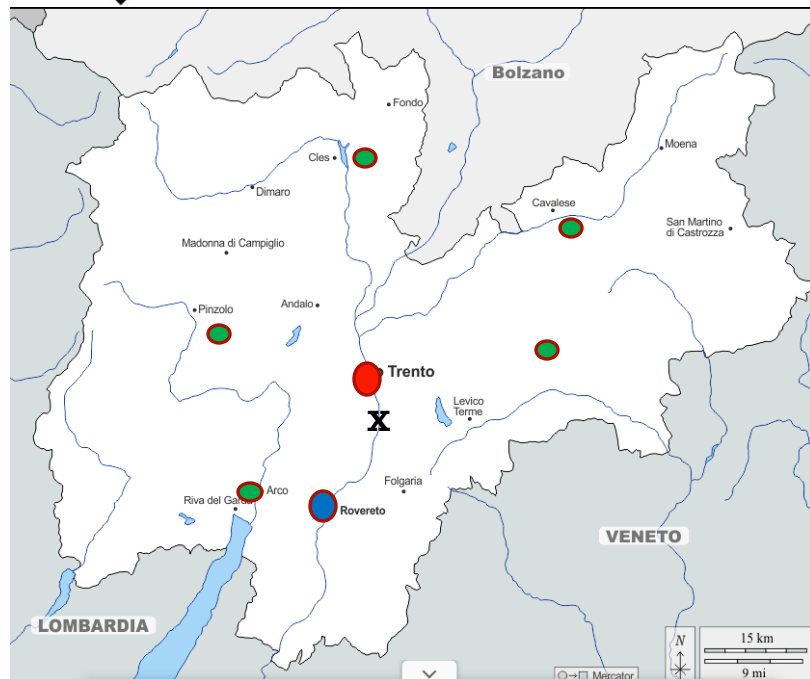 Bolzano
Fondo
Moena
Cles
Dimaro
Cavalese
San Martino
di Castrozza
Madonna di Campiglio
Andalo
Pinzolo
Trento
Levico
Terme
X
Folgaria
Arco
Riva del Garda
Rovereto
VENETO
LOMBARDIA
N
15 km
9 mi
Mercator